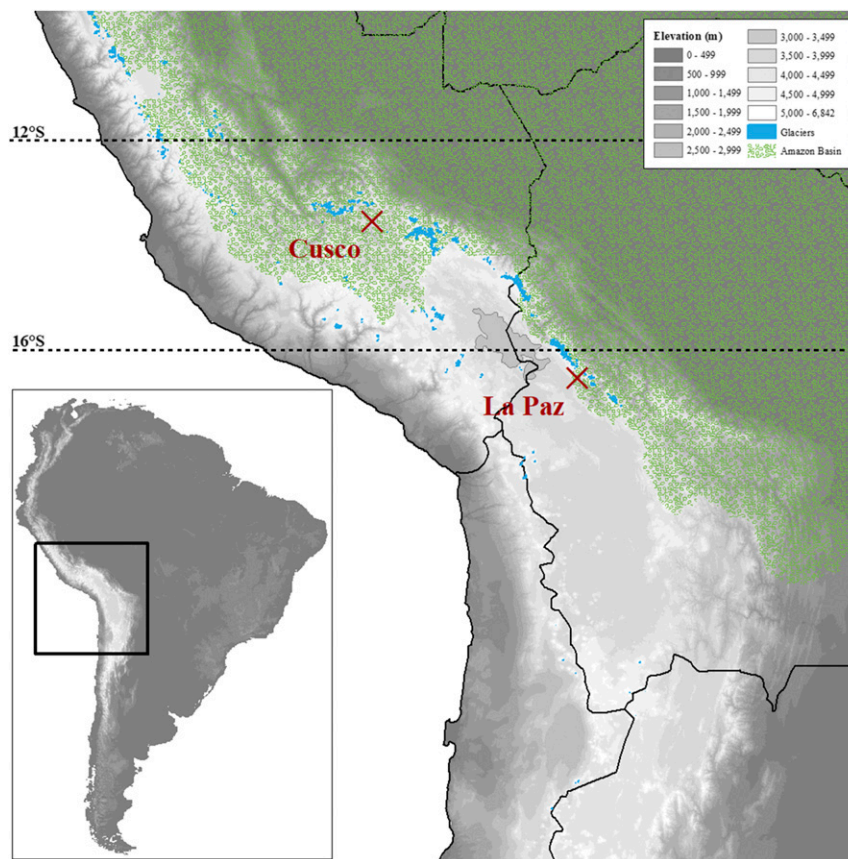 Elevation (m)
0 - 499
500 - 999
1,000 - 1,499
1,500 - 1,999
2,000 - 2,499
2,500 - 2,999
3,000 - 3,499
3,500 - 3,999
4,000 - 4,499
4,500 - 4,999
5,000 - 6,842
Glaciers
Amazon Basin
12°S
Cusco
16°S
La Paz